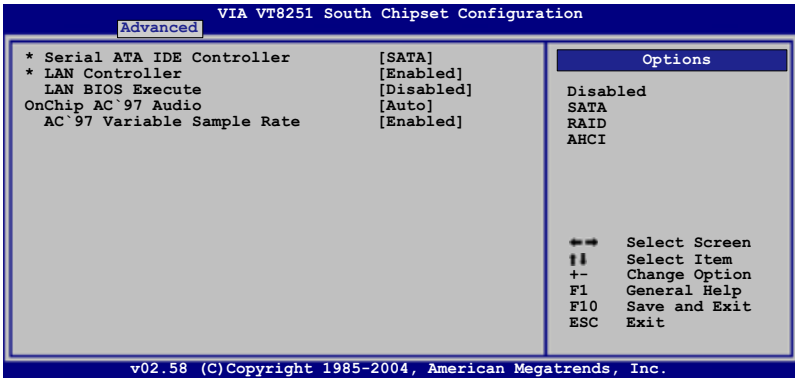 VIA VT8251 South Chipset Configuration
Advanced
* Serial ATA IDE Controller [SATA]
* LAN Controller [Enabled]
LAN BIOS Execute [Disabled]
OnChip AC`97 Audio [Auto]
AC`97 Variable Sample Rate [Enabled]
Options
Disabled
SATA
RAID
AHCI
←→ Select Screen
↑↓ Select Item
+- Change Option
F1 General Help
F10 Save and Exit
ESC Exit
v02.58 (C)Copyright 1985-2004, American Megatrends, Inc.